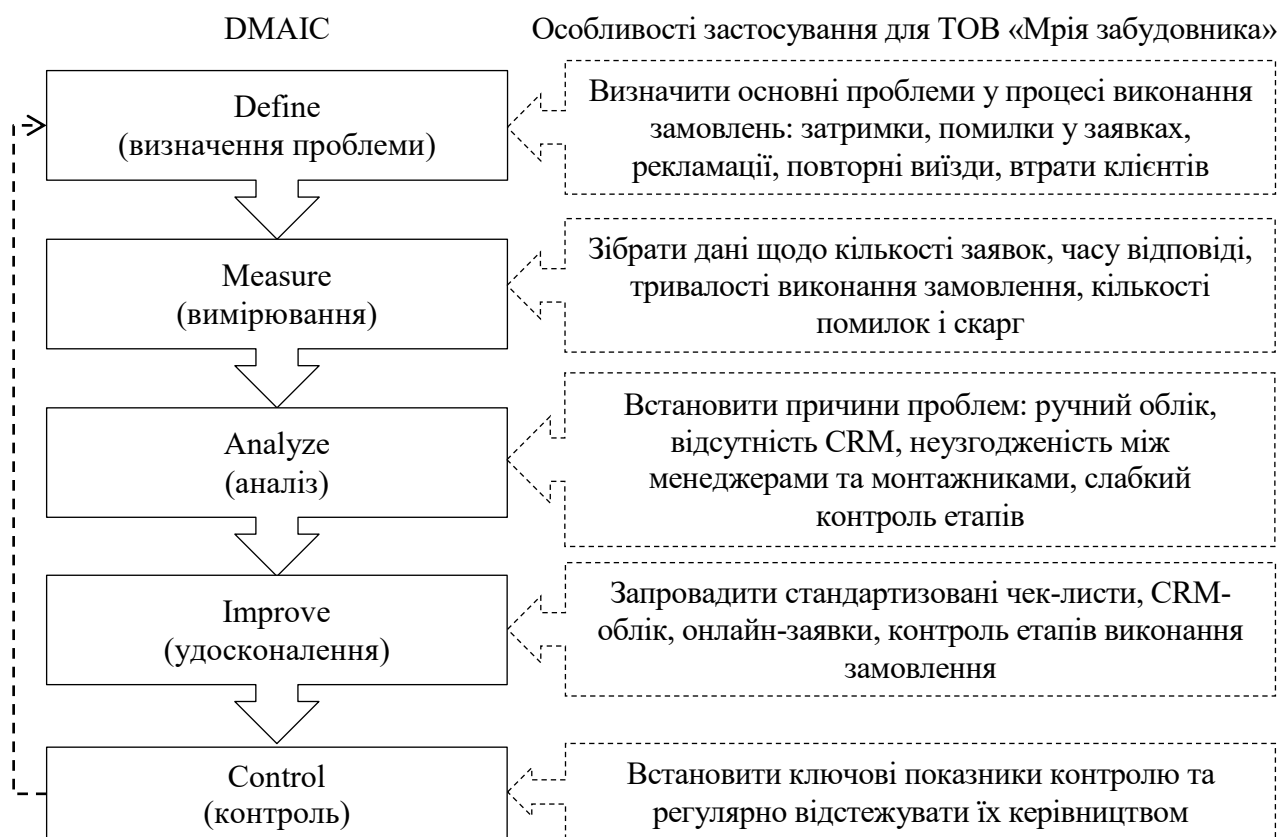 DMAIC
Особливості застосування для ТОВ «Мрія забудовника»
Define
(визначення проблеми)
Визначити основні проблеми у процесі виконання
замовлень: затримки, помилки у заявках,
рекламації, повторні виїзди, втрати клієнтів
Measure
(вимірювання)
Зібрати дані щодо кількості заявок, часу відповіді,
тривалості виконання замовлення, кількості
помилок і скарг
Analyze
(аналіз)
Встановити причини проблем: ручний облік,
відсутність CRM, неузгодженість між
менеджерами та монтажниками, слабкий
контроль етапів
Improve
(удосконалення)
Запровадити стандартизовані чек-листи, CRM-
облік, онлайн-заявки, контроль етапів виконання
замовлення
Control
(контроль)
Встановити ключові показники контролю та
регулярно відстежувати їх керівництвом